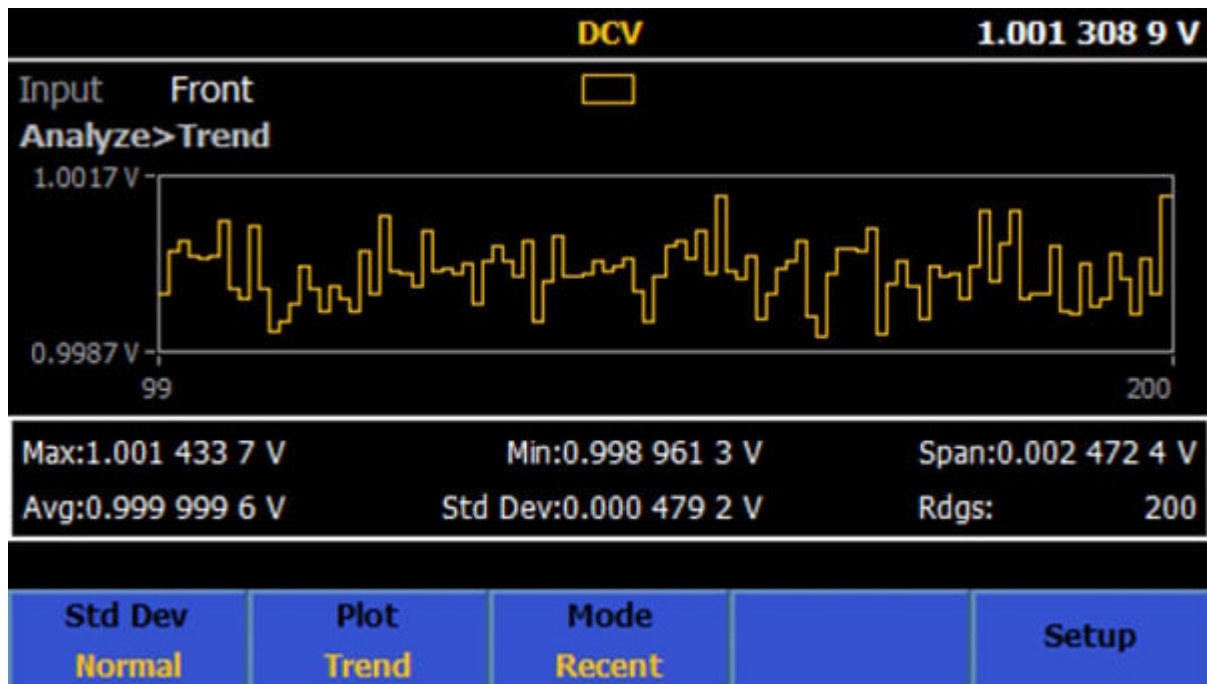 DCV 1.001 308 9 V
Input Front
Analyze>Trend
1.0017 V
0.9987 V
99 200
Max:1.001 433 7 V Min:0.998 961 3 V Span:0.002 472 4 V
Avg:0.999 999 6 V Std Dev:0.000 479 2 V Rdgs: 200
Std Dev Plot Mode Setup
Normal Trend Recent